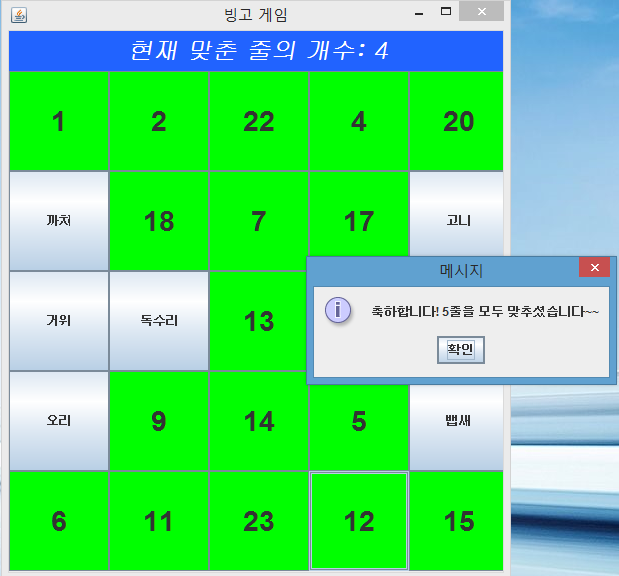 빙고 게임
현재 맞춘 줄의 개수: 4
1 2 22 4 20
까치 18 7 17 고니
메시지
거위 독수리 13
축하합니다! 5줄을 모두 맞추셨습니다~~
확인
오리 9 14 5 뱁새
6 11 23 12 15